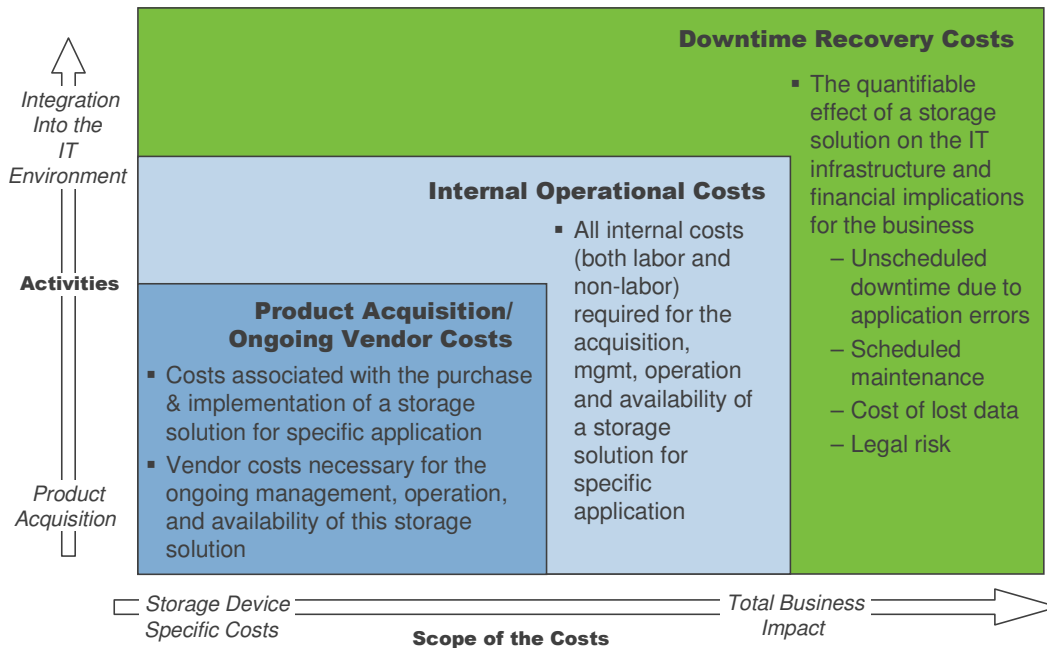 Downtime Recovery Costs
▪ The quantifiable
effect of a storage
solution on the IT
infrastructure and
financial implications
for the business
– Unscheduled
downtime due to
application errors
– Scheduled
maintenance
– Cost of lost data
– Legal risk
Internal Operational Costs
▪ All internal costs
(both labor and
non-labor)
required for the
acquisition,
mgmt, operation
and availability of
a storage
solution for
specific
application
Product Acquisition/
Ongoing Vendor Costs
▪ Costs associated with the purchase
& implementation of a storage
solution for specific application
▪ Vendor costs necessary for the
ongoing management, operation,
and availability of this storage
solution
Integration
Into the
IT
Environment
Activities
Product
Acquisition
Storage Device
Specific Costs
Scope of the Costs
Total Business
Impact